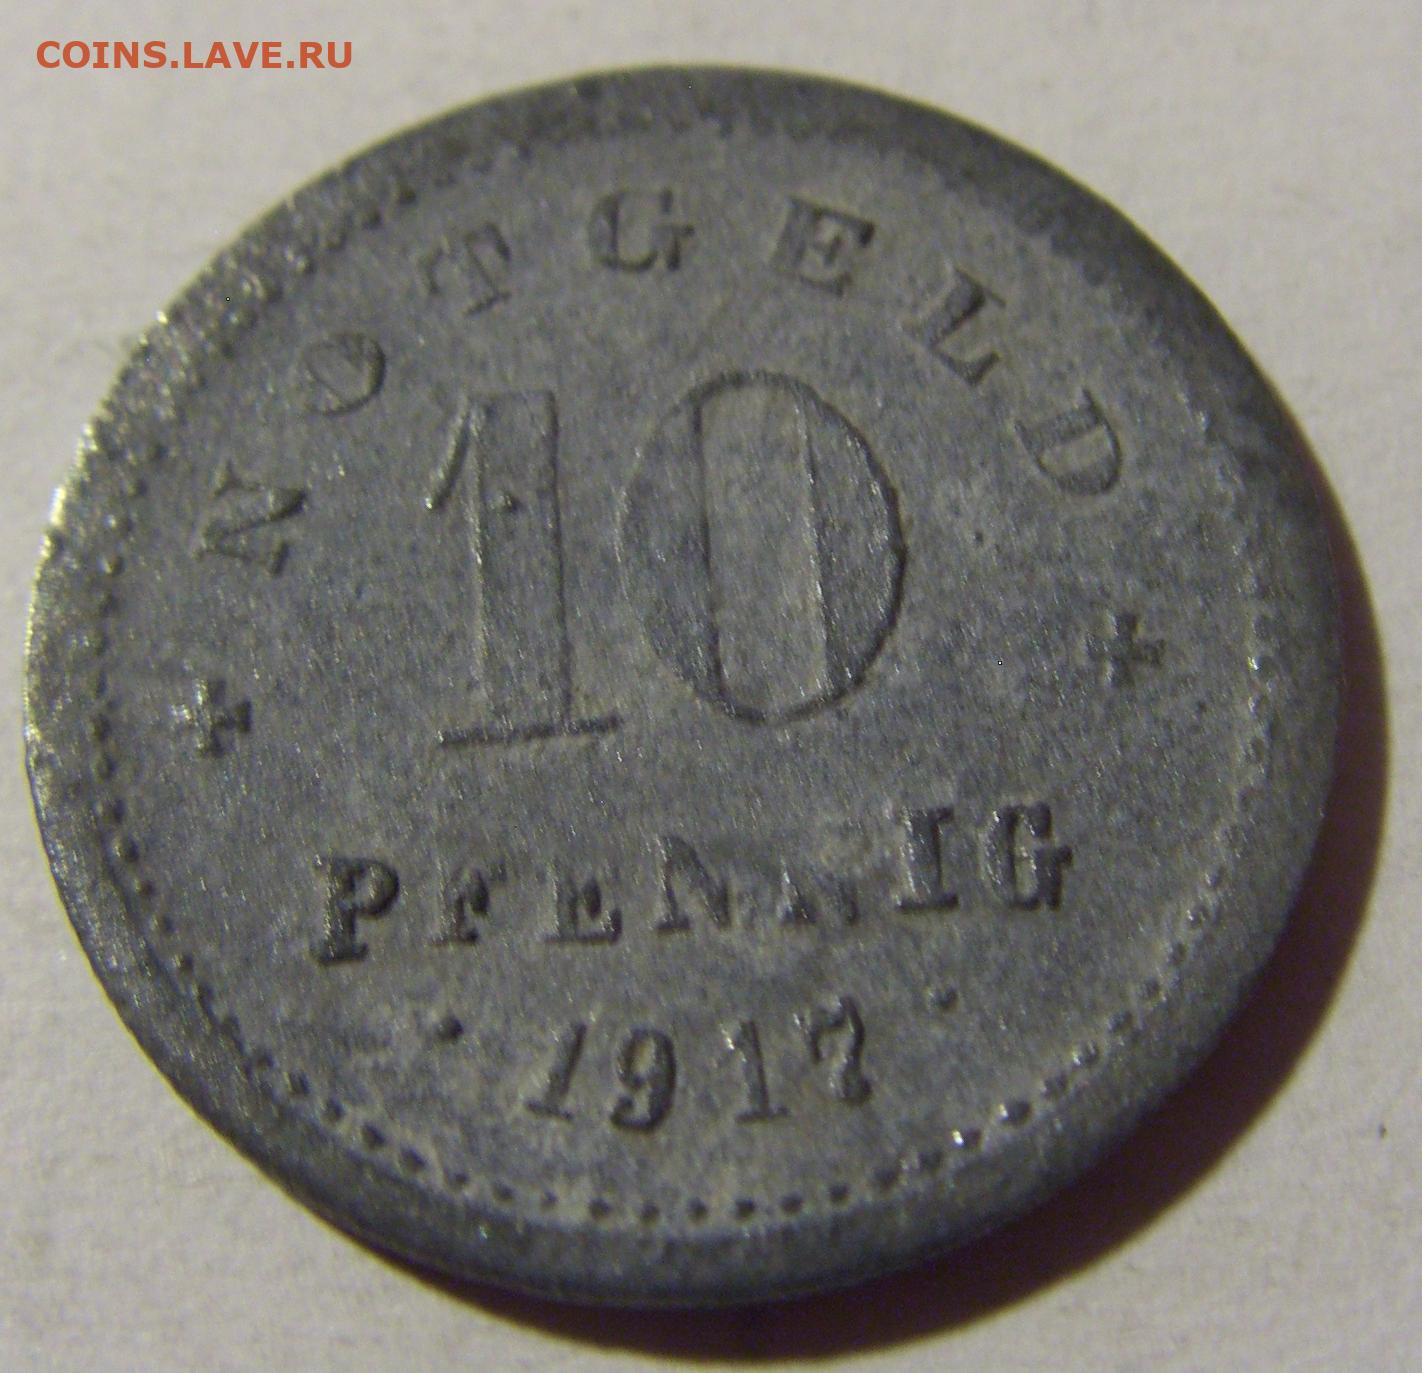 COINS.LAVE.RU
NOTGELD
10
PFENNIG
1917